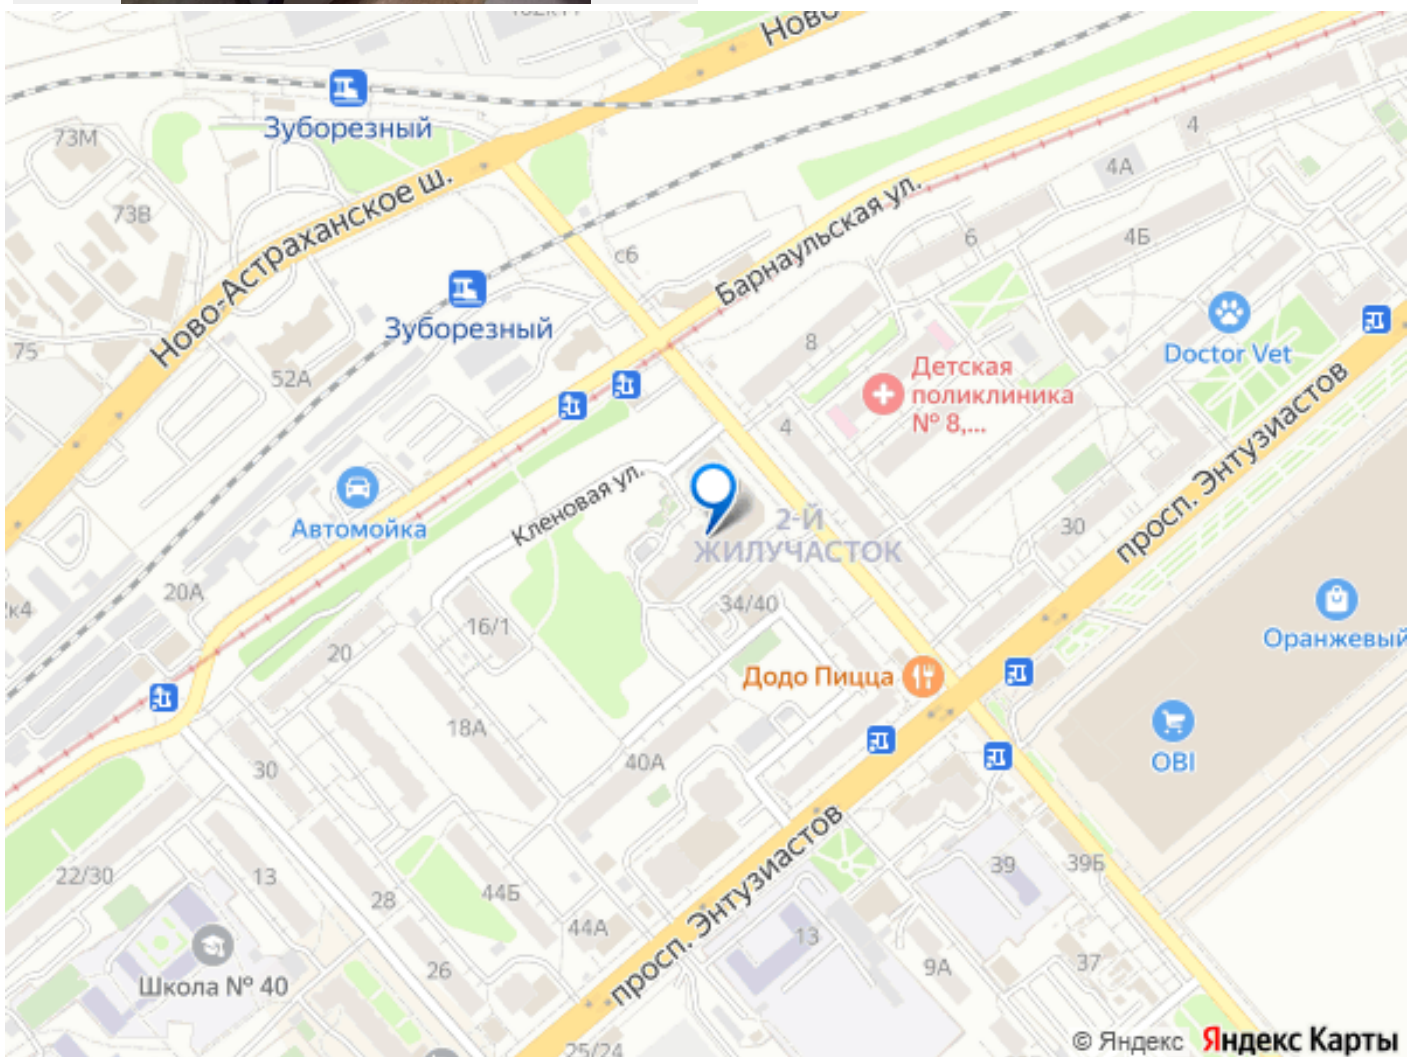 Ново
Зуборезный
73М
4
4А
73В
Ново-Астраханское ш.
Барнаульская ул.
с6
6
4Б
Зуборезный
75
52А
8
Doctor Vet
Детская
поликлиника
№ 8,...
4
просп. Энтузиастов
Кленовая ул.
Автомойка
2-Й
ЖИЛУЧАСТОК
30
20А
к4
34/40
16/1
Оранжевый
20
Додо Пицца
18А
40А
OBI
30
просп. Энтузиастов
22/30
13
28
44Б
39
39Б
44А
13
Школа № 40
26
9А
37
25/24
© Яндекс Яндекс Карты